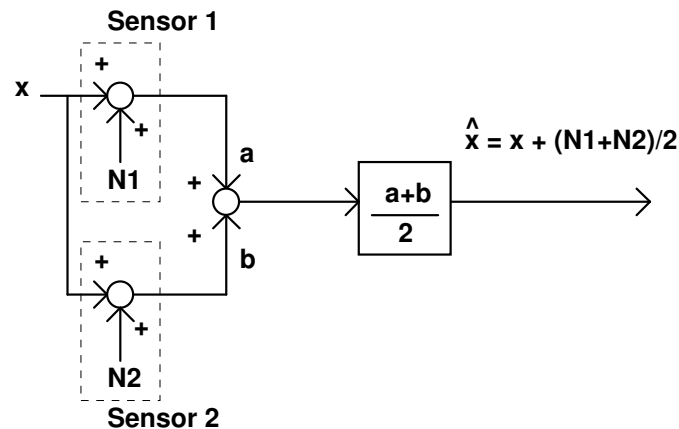 Sensor 1
+
x
+
N1
a
+
+
b
x̂ = x + (N1+N2)/2
a+b
2
+
+
N2
Sensor 2